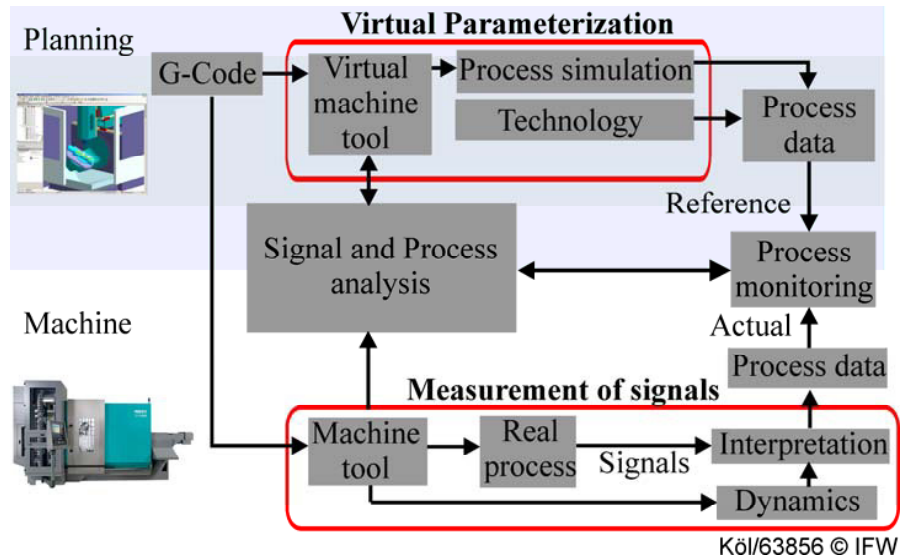 Virtual Parameterization
Planning
G-Code
Virtual
machine
tool
Process simulation
Technology
Process
data
Reference
Signal and Process
analysis
Process
monitoring
Machine
Actual
Process data
Measurement of signals
Machine
tool
Real
process
Signals
Interpretation
Dynamics
Köl/63856 © IFW